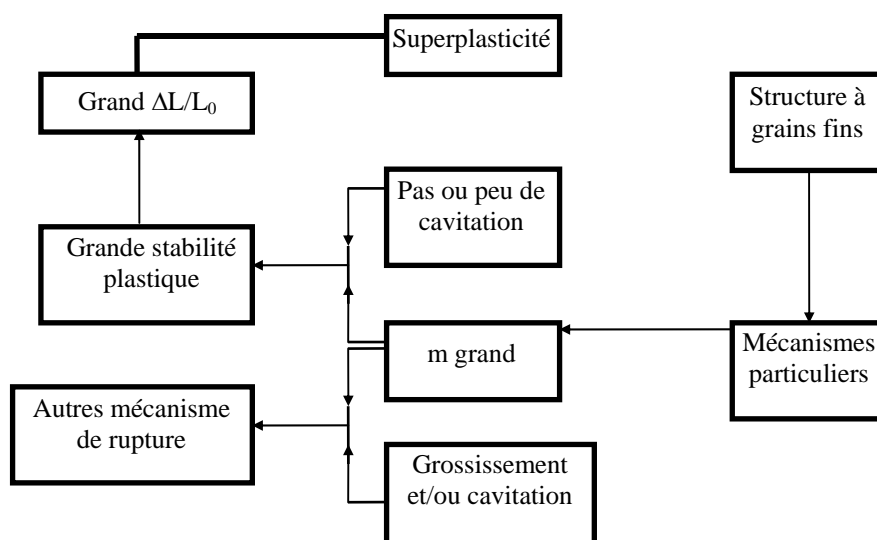 Superplasticité
Grand ΔL/L₀
Structure à
grains fins
Pas ou peu de
cavitation
Grande stabilité
plastique
m grand
Mécanismes
particuliers
Autres mécanisme
de rupture
Grossissement
et/ou cavitation